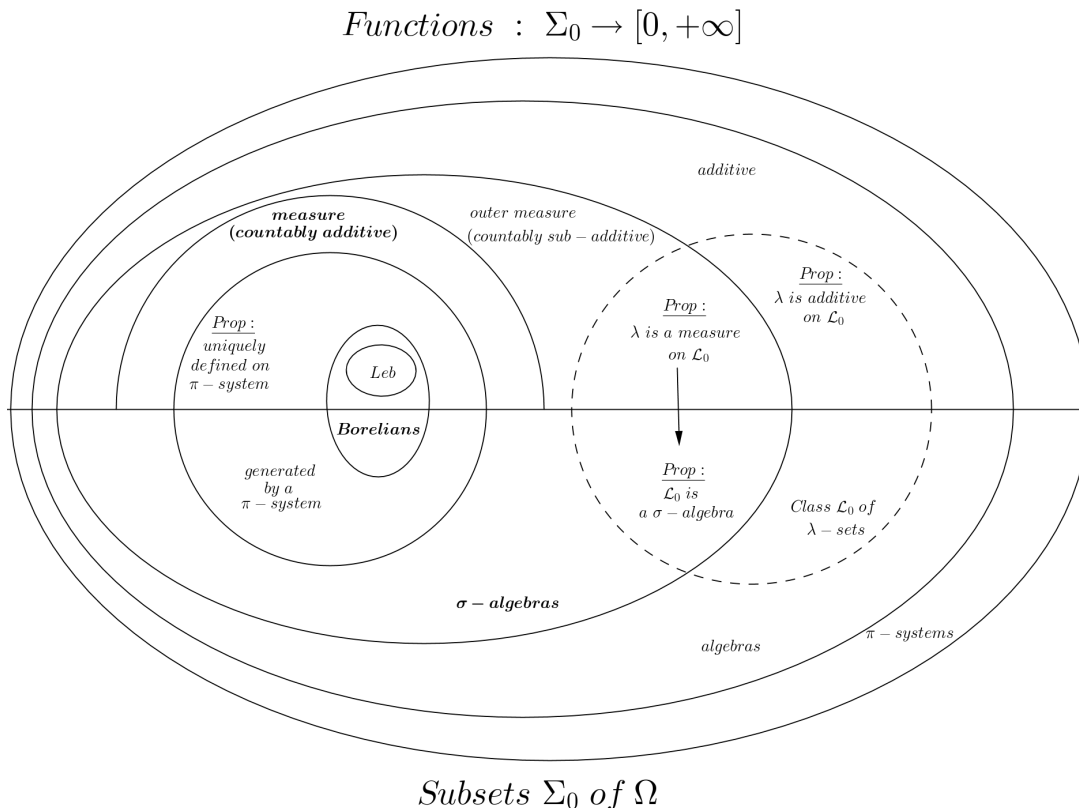 Functions : Σ₀ → [0, +∞]
additive
measure
(countably additive)
outer measure
(countably sub − additive)
Prop :
λ is additive
on ℒ₀
Prop :
λ is a measure
on ℒ₀
Prop :
uniquely
defined on
π − system
Leb
Borelians
generated
by a
π − system
Prop :
ℒ₀ is
a σ − algebra
Class ℒ₀ of
λ − sets
σ − algebras
algebras
π − systems
Subsets Σ₀ of Ω